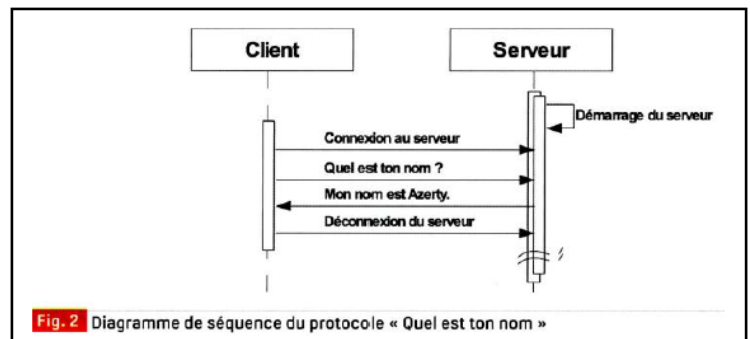 Client
Serveur
Démarrage du serveur
Connexion au serveur
Quel est ton nom ?
Mon nom est Azerty.
Déconnexion du serveur
Fig. 2 Diagramme de séquence du protocole « Quel est ton nom »